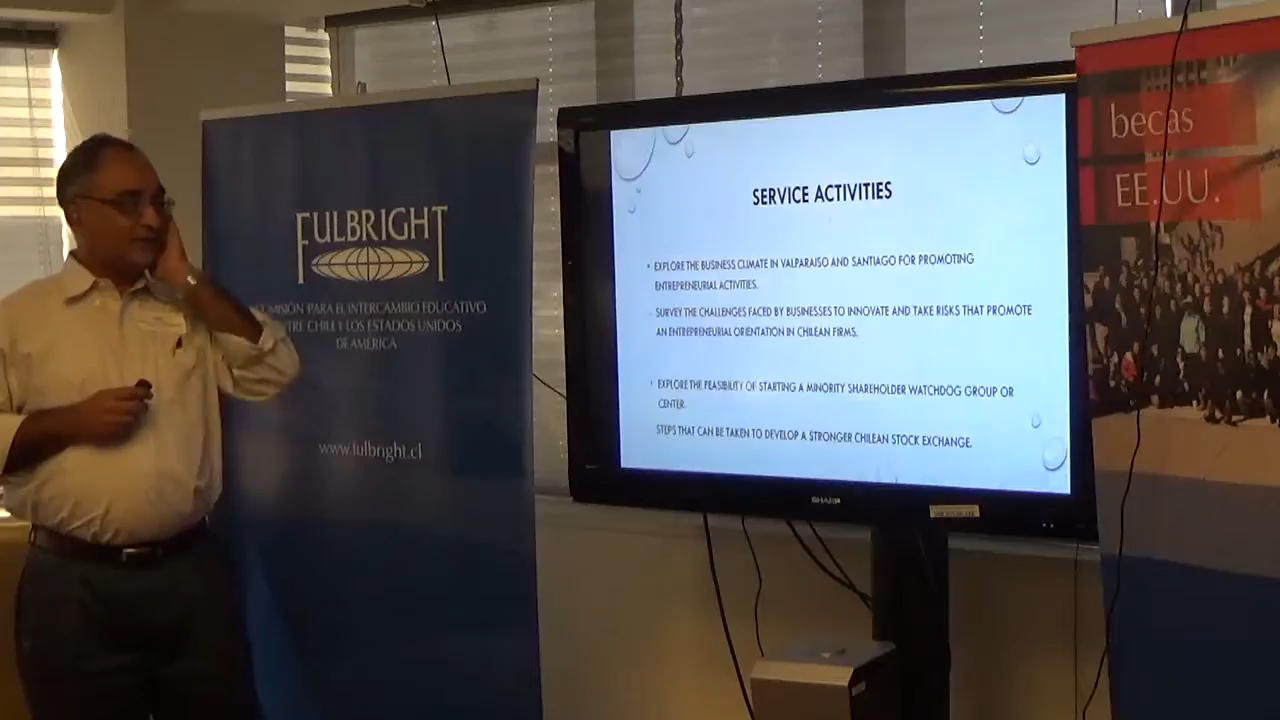 FULBRIGHT
COMISIÓN PARA EL INTERCAMBIO EDUCATIVO
ENTRE CHILE Y LOS ESTADOS UNIDOS
DE AMÉRICA
www.fulbright.cl
SERVICE ACTIVITIES
• EXPLORE THE BUSINESS CLIMATE IN VALPARAISO AND SANTIAGO FOR PROMOTING
ENTREPRENEURIAL ACTIVITIES.
SURVEY THE CHALLENGES FACED BY BUSINESSES TO INNOVATE AND TAKE RISKS THAT PROMOTE
AN ENTREPRENEURIAL ORIENTATION IN CHILEAN FIRMS.
• EXPLORE THE FEASIBILITY OF STARTING A MINORITY SHAREHOLDER WATCHDOG GROUP OR
CENTER.
STEPS THAT CAN BE TAKEN TO DEVELOP A STRONGER CHILEAN STOCK EXCHANGE.
SHARP
becas
EE.UU.